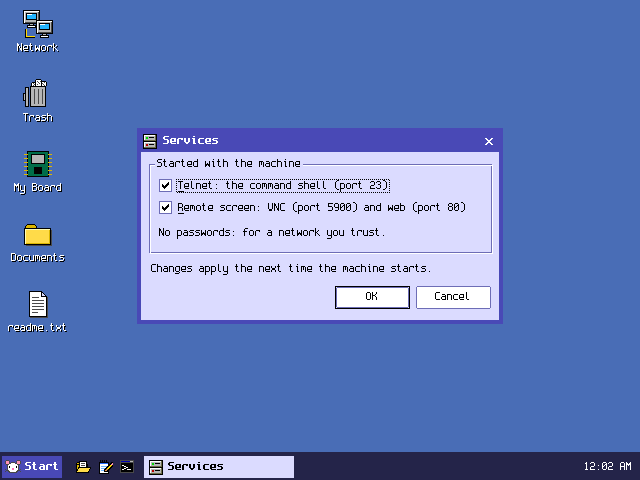 Network
Trash
My Board
Documents
readme.txt
Services
Started with the machine
Telnet: the command shell (port 23)
Remote screen: VNC (port 5900) and web (port 80)
No passwords: for a network you trust.
Changes apply the next time the machine starts.
OK
Cancel
Start
Services
12:02 AM